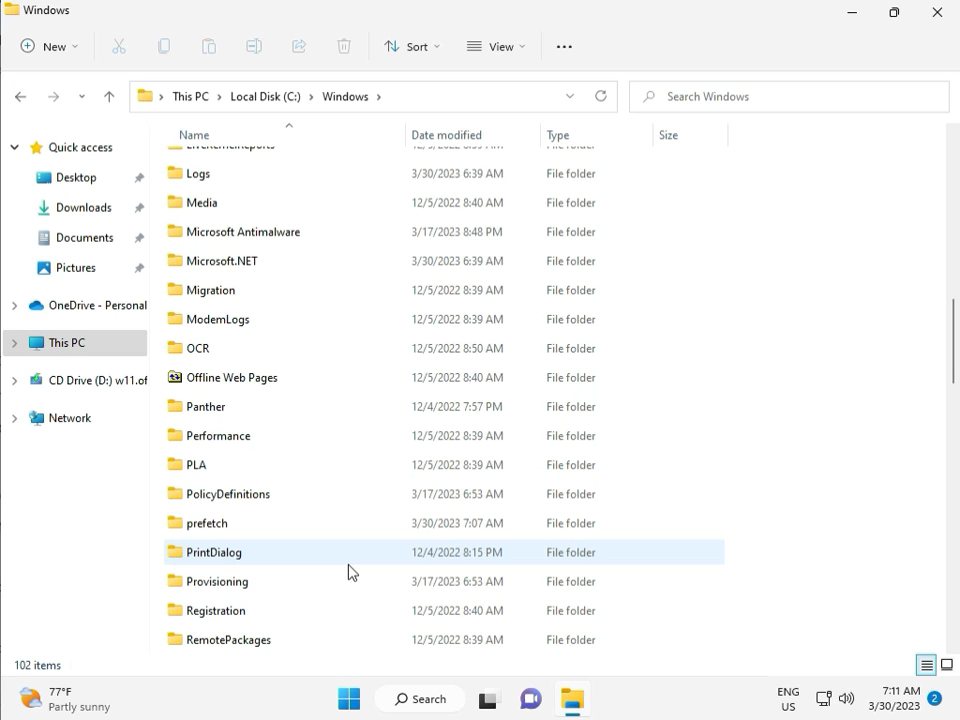 Windows
New
Sort
View
This PC > Local Disk (C:) > Windows >
Search Windows
Name Date modified Type Size
Quick access
Desktop
Downloads
Documents
Pictures
OneDrive - Personal
This PC
CD Drive (D:) w11.of
Network
LiveKernelReports
Logs 3/30/2023 6:39 AM File folder
Media 12/5/2022 8:40 AM File folder
Microsoft Antimalware 3/17/2023 8:48 PM File folder
Microsoft.NET 3/30/2023 6:39 AM File folder
Migration 12/5/2022 8:39 AM File folder
ModemLogs 12/5/2022 8:39 AM File folder
OCR 12/5/2022 8:50 AM File folder
Offline Web Pages 12/5/2022 8:40 AM File folder
Panther 12/4/2022 7:57 PM File folder
Performance 12/5/2022 8:39 AM File folder
PLA 12/5/2022 8:39 AM File folder
PolicyDefinitions 3/17/2023 6:53 AM File folder
prefetch 3/30/2023 7:07 AM File folder
PrintDialog 12/4/2022 8:15 PM File folder
Provisioning 3/17/2023 6:53 AM File folder
Registration 12/5/2022 8:40 AM File folder
RemotePackages 12/5/2022 8:39 AM File folder
102 items
77°F
Partly sunny
Search
ENG
US
7:11 AM
3/30/2023
2